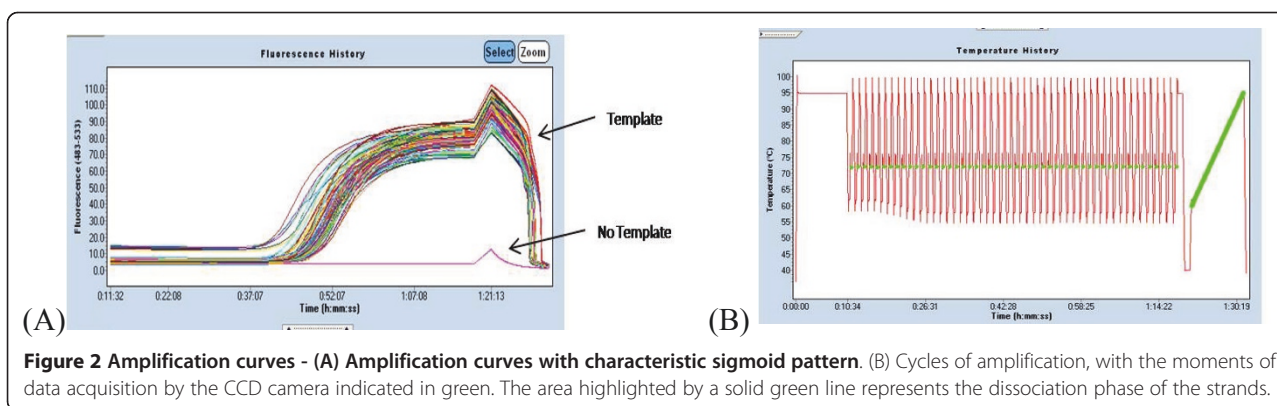 Fluorescence History
Select
Zoom
Fluorescence (483-533)
110.0
100.0
90.0
80.0
70.0
60.0
50.0
40.0
30.0
20.0
10.0
0.0
0:11:32 0:22:08 0:37:07 0:52:07 1:07:08 1:21:13
Time (h:mm:ss)
Template
No Template
(A)
Temperature History
Temperature (°C)
100
95
90
85
80
75
70
65
60
55
50
45
40
0:00:00 0:10:34 0:26:31 0:42:28 0:58:25 1:14:22 1:30:19
Time (h:mm:ss)
(B)
Figure 2 Amplification curves - (A) Amplification curves with characteristic sigmoid pattern. (B) Cycles of amplification, with the moments of
data acquisition by the CCD camera indicated in green. The area highlighted by a solid green line represents the dissociation phase of the strands.